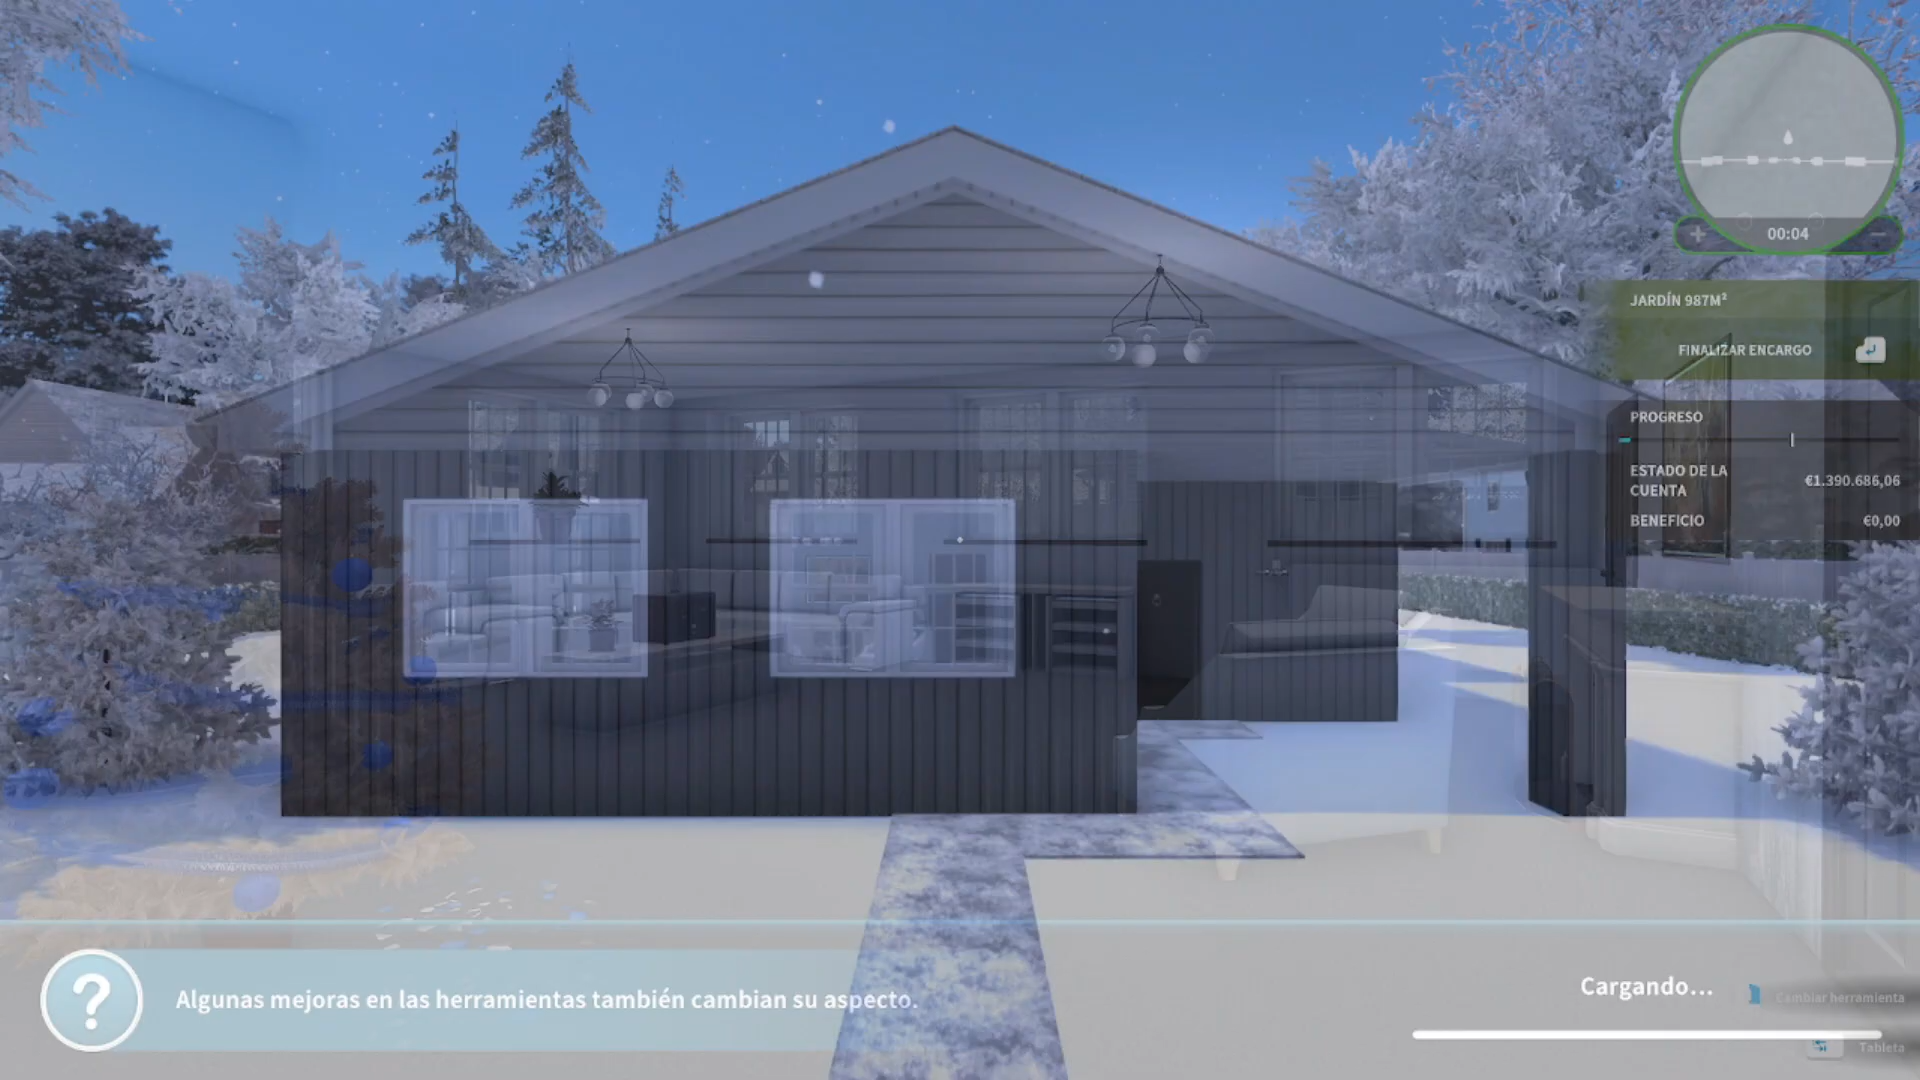 00:04
JARDÍN 987M²
FINALIZAR ENCARGO
PROGRESO
ESTADO DE LA
CUENTA
€1.390.686,06
BENEFICIO
€0,00
Algunas mejoras en las herramientas también cambian su aspecto.
Cargando...
Cambiar herramienta
Tableta